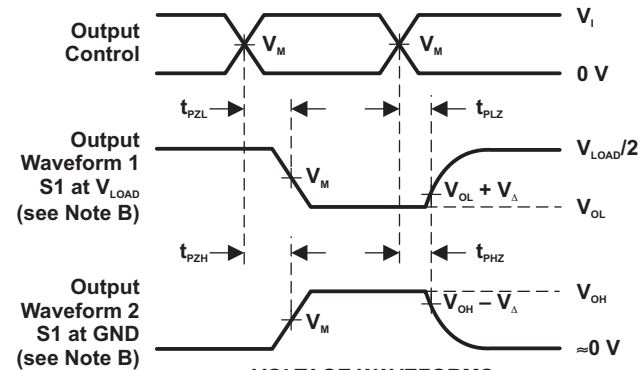 Output
Control
V_M
V_M
V_I
0 V
t_PZL
t_PLZ
Output
Waveform 1
S1 at V_LOAD
(see Note B)
V_M
V_OL + V_Δ
V_LOAD/2
V_OL
t_PZH
t_PHZ
Output
Waveform 2
S1 at GND
(see Note B)
V_M
V_OH – V_Δ
V_OH
≈0 V